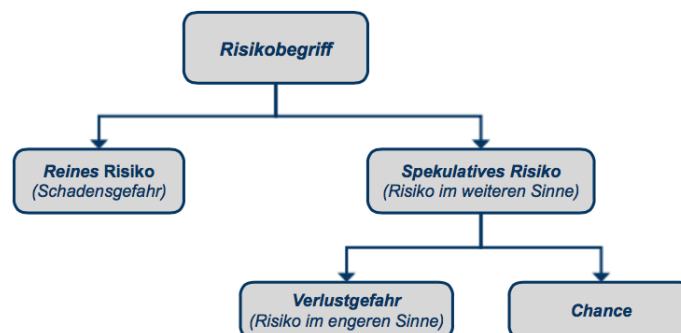 Risikobegriff
Reines Risiko
(Schadensgefahr)
Spekulatives Risiko
(Risiko im weiteren Sinne)
Verlustgefahr
(Risiko im engeren Sinne)
Chance